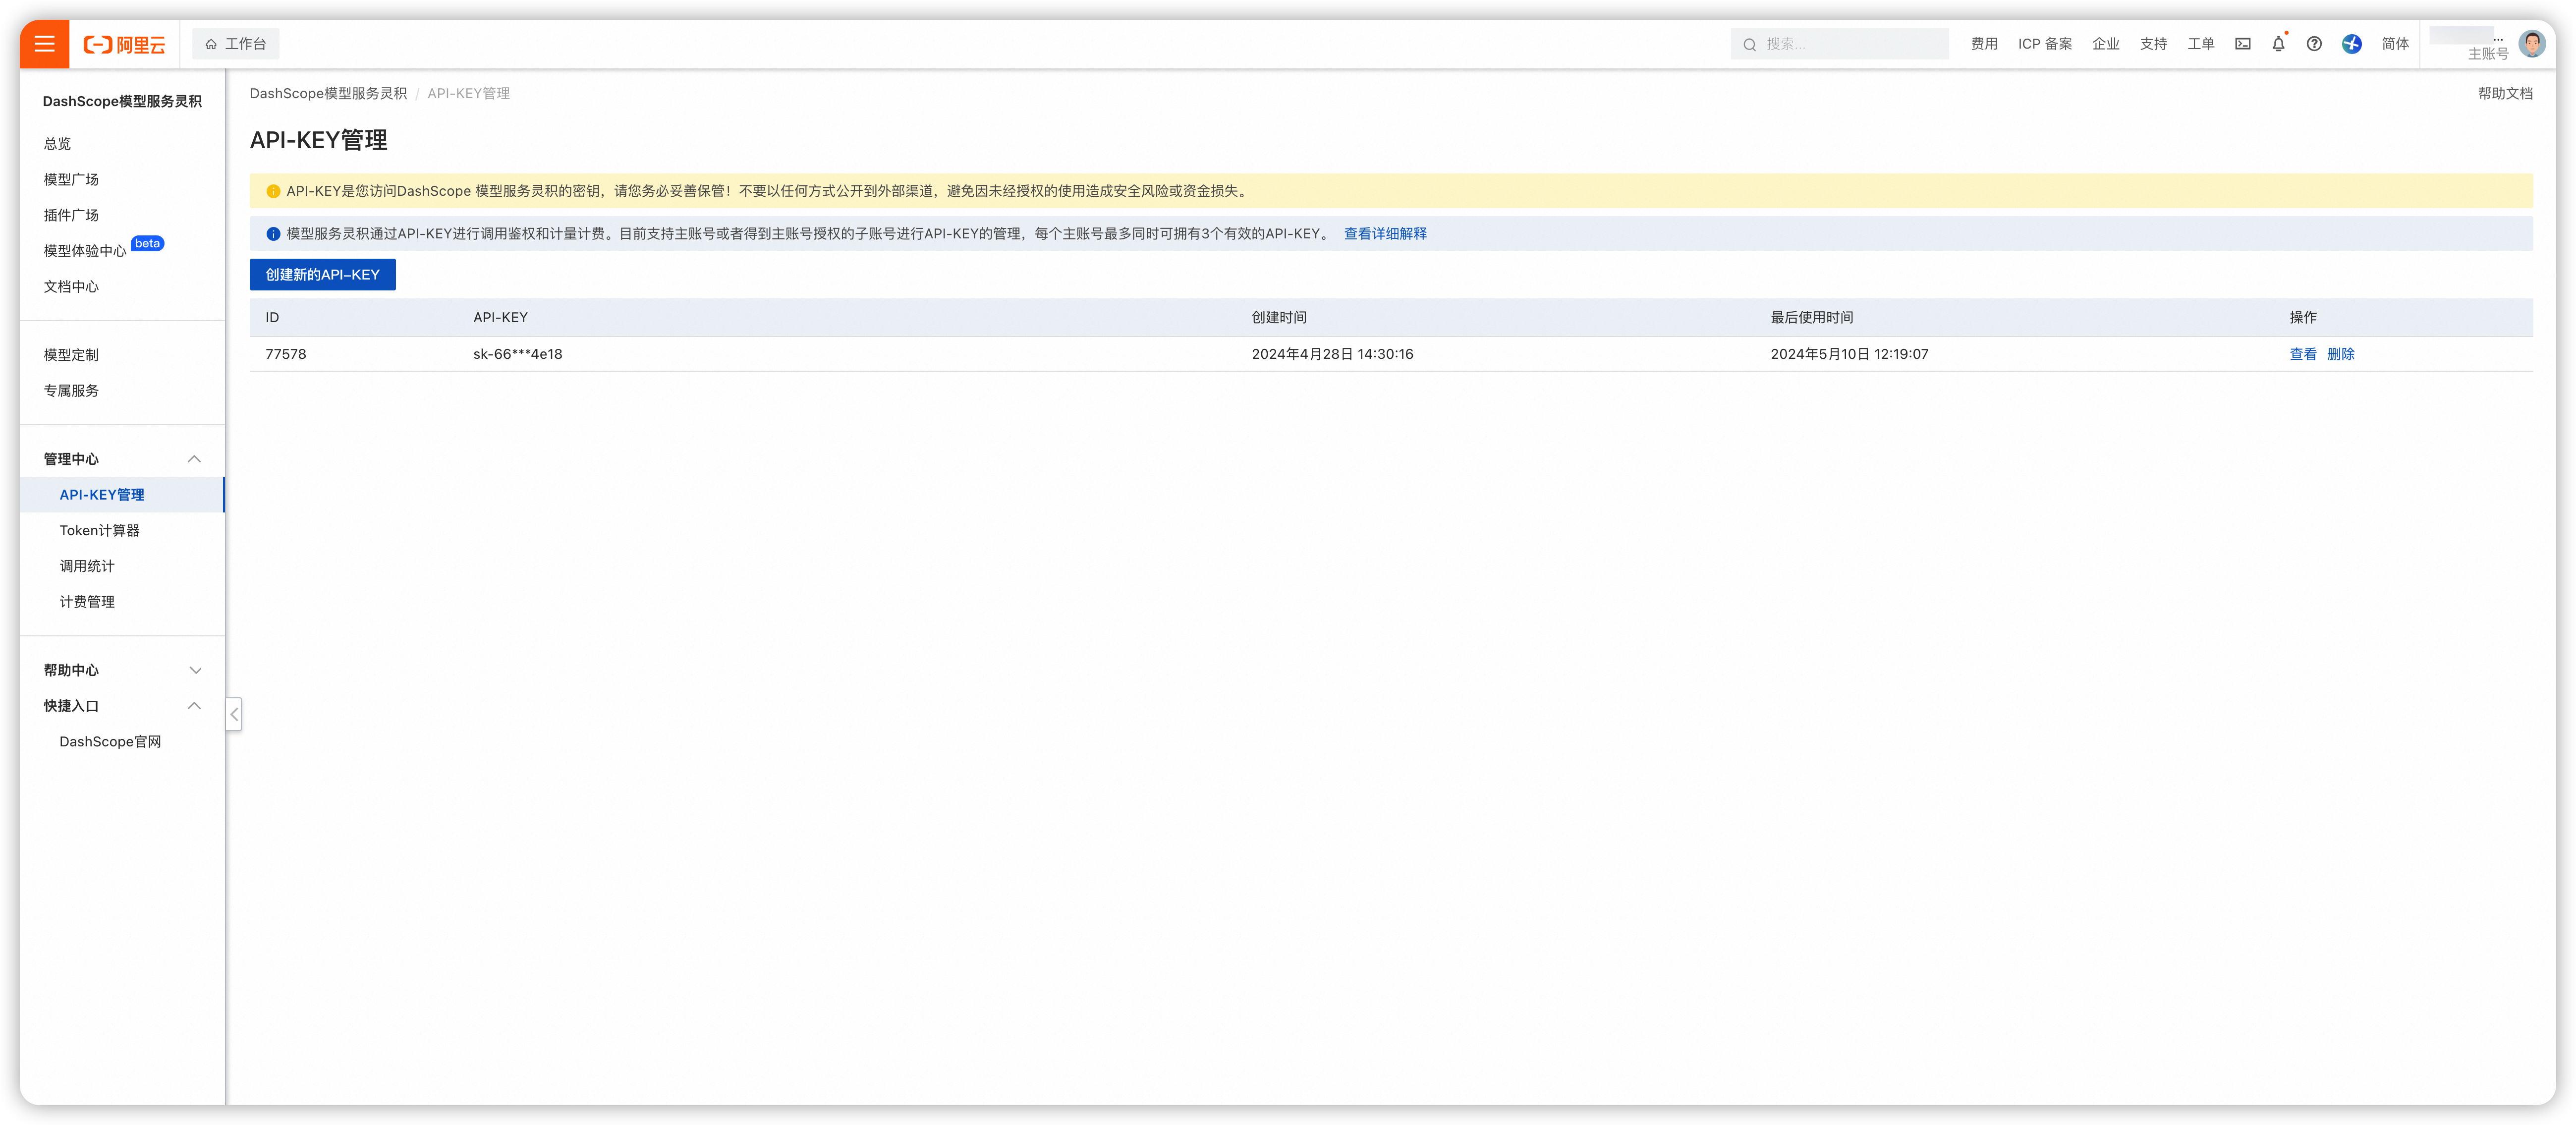 阿里云
工作台
搜索...
费用
ICP 备案
企业
支持
工单
简体
...
主账号
DashScope模型服务灵积
总览
模型广场
插件广场
模型体验中心 beta
文档中心
模型定制
专属服务
管理中心
API-KEY管理
Token计算器
调用统计
计费管理
帮助中心
快捷入口
DashScope官网
DashScope模型服务灵积 / API-KEY管理
帮助文档
API-KEY管理
API-KEY是您访问DashScope 模型服务灵积的密钥，请您务必妥善保管！不要以任何方式公开到外部渠道，避免因未经授权的使用造成安全风险或资金损失。
模型服务灵积通过API-KEY进行调用鉴权和计量计费。目前支持主账号或者得到主账号授权的子账号进行API-KEY的管理，每个主账号最多同时可拥有3个有效的API-KEY。 查看详细解释
创建新的API-KEY
ID API-KEY 创建时间 最后使用时间 操作
77578 sk-66***4e18 2024年4月28日 14:30:16 2024年5月10日 12:19:07 查看 删除